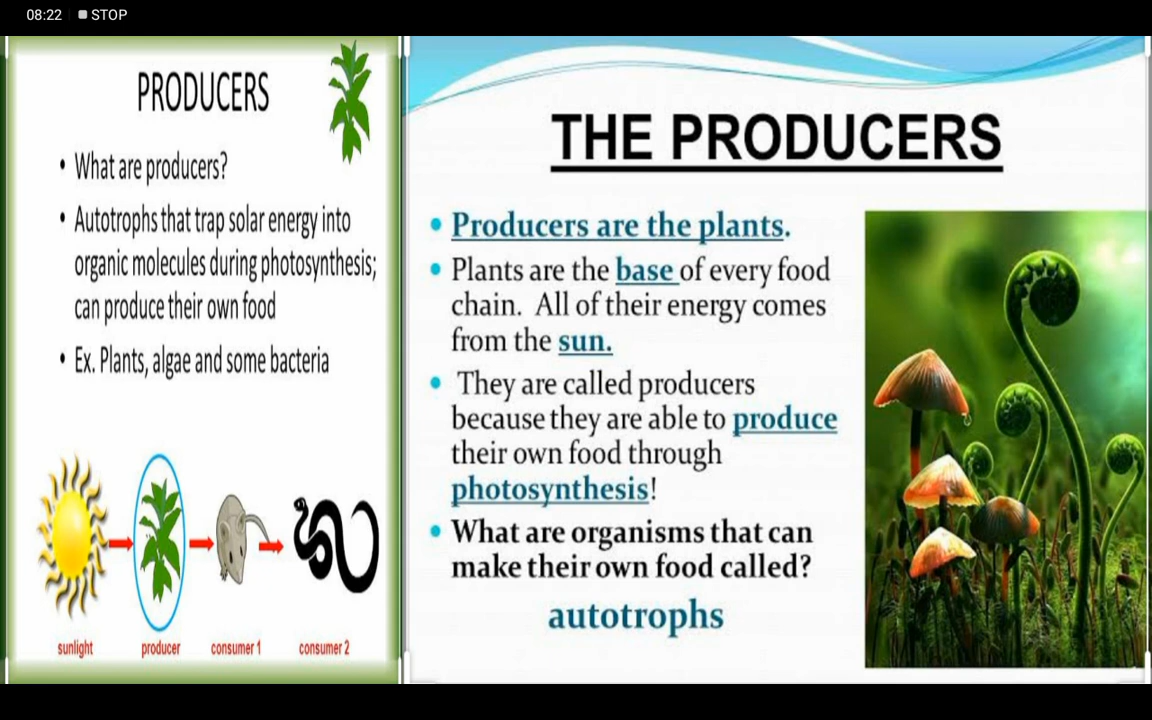 08:22
STOP
PRODUCERS
• What are producers?
• Autotrophs that trap solar energy into
organic molecules during photosynthesis;
can produce their own food
• Ex. Plants, algae and some bacteria
sunlight
producer
consumer 1
consumer 2
THE PRODUCERS
• Producers are the plants.
• Plants are the base of every food
chain. All of their energy comes
from the sun.
• They are called producers
because they are able to produce
their own food through
photosynthesis!
• What are organisms that can
make their own food called?
autotrophs